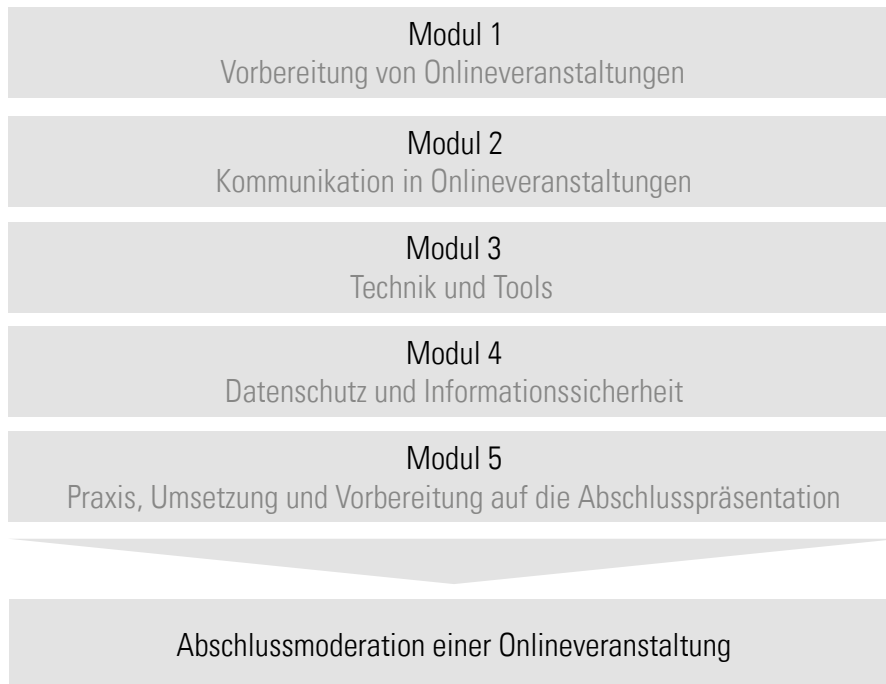 Modul 1
Vorbereitung von Onlineveranstaltungen
Modul 2
Kommunikation in Onlineveranstaltungen
Modul 3
Technik und Tools
Modul 4
Datenschutz und Informationssicherheit
Modul 5
Praxis, Umsetzung und Vorbereitung auf die Abschlusspräsentation
Abschlussmoderation einer Onlineveranstaltung